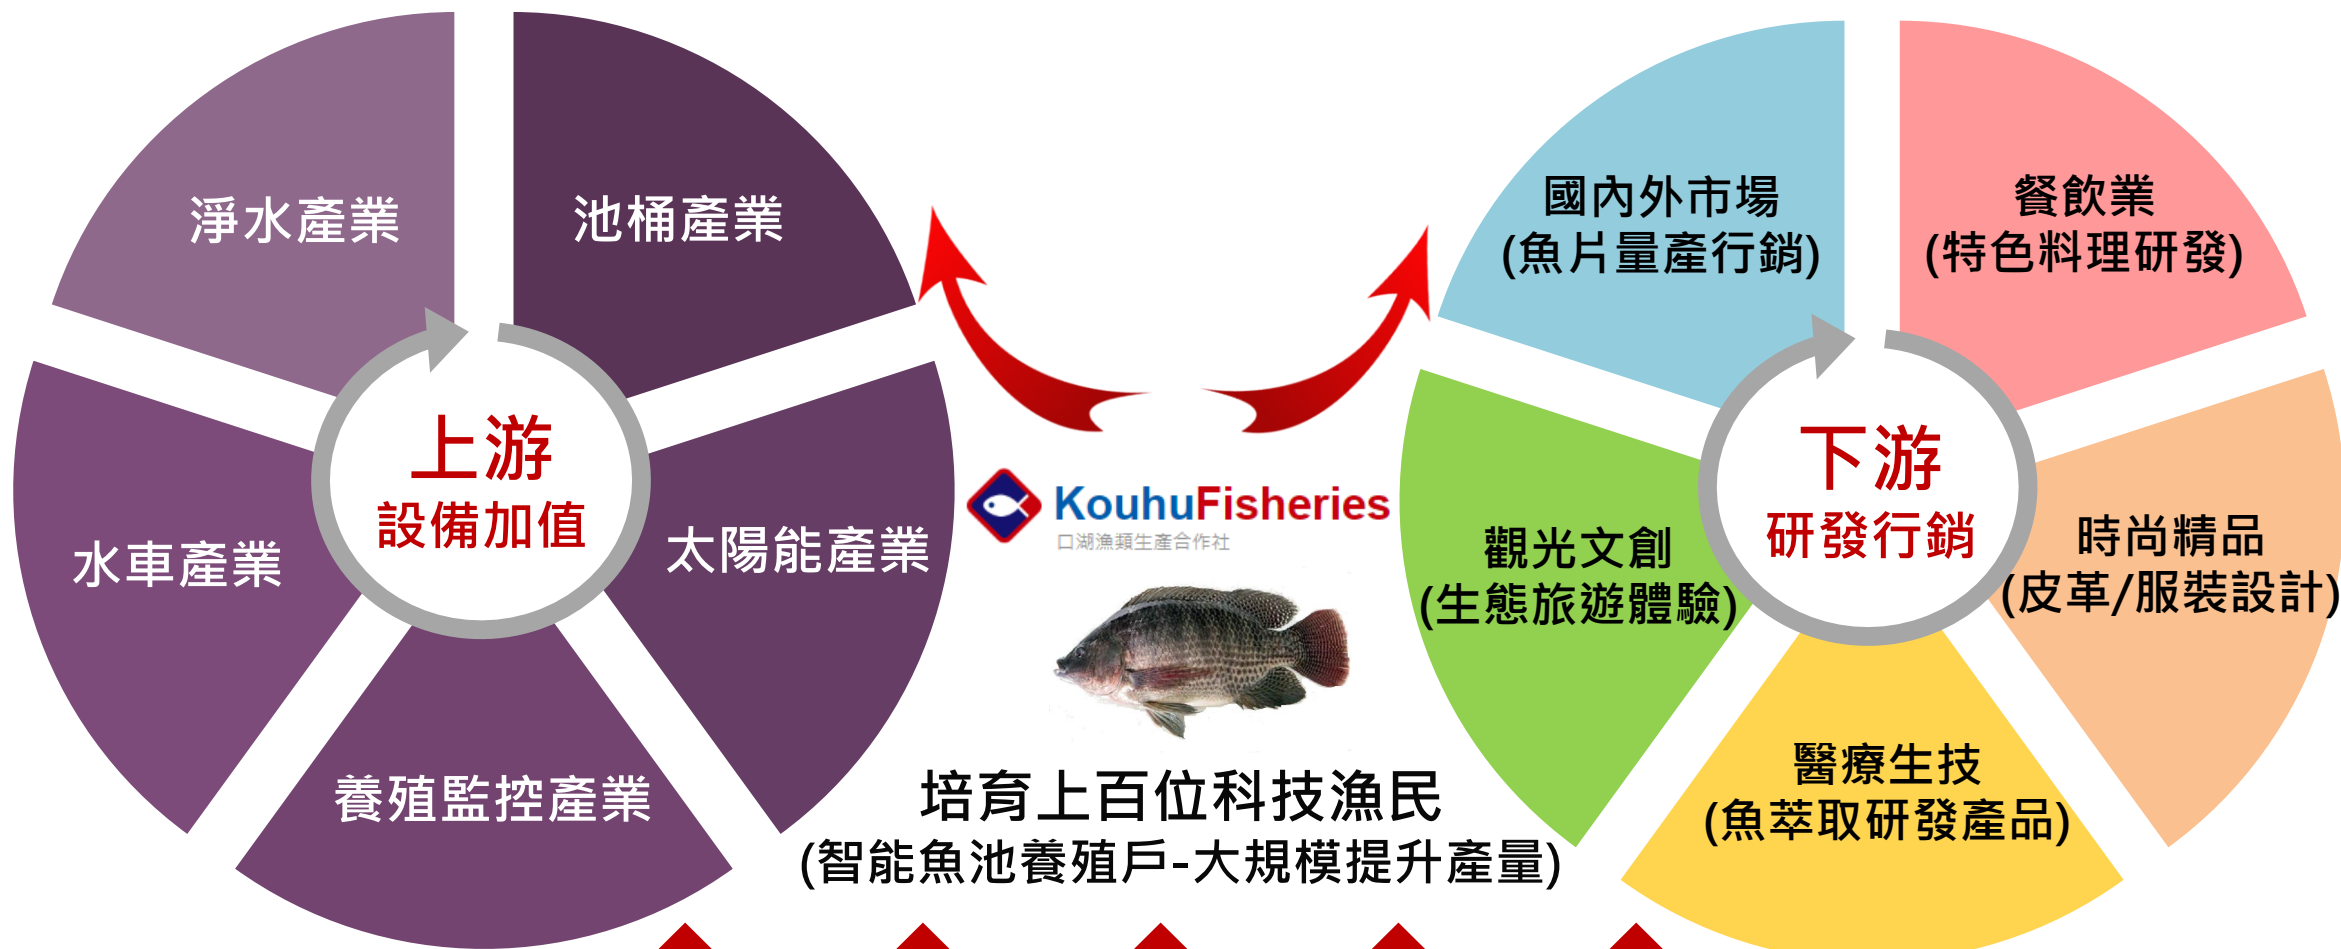 淨水產業
池桶產業
上游
設備加值
水車產業
太陽能產業
養殖監控產業
KouhuFisheries
口湖漁類生產合作社
培育上百位科技漁民
(智能魚池養殖戶-大規模提升產量)
國內外市場
(魚片量產行銷)
餐飲業
(特色料理研發)
下游
研發行銷
觀光文創
(生態旅遊體驗)
時尚精品
(皮革/服裝設計)
醫療生技
(魚萃取研發產品)